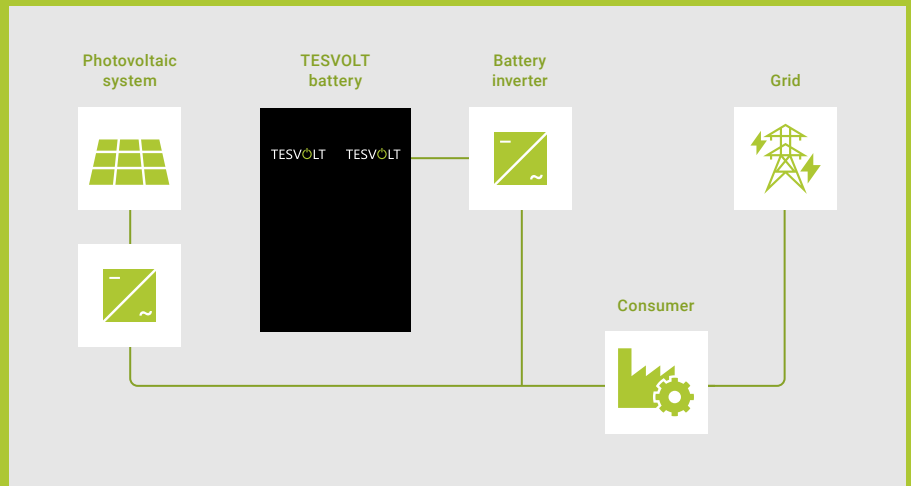 Photovoltaic
system
TESVOLT
battery
Battery
inverter
Grid
TESVOLT TESVOLT
Consumer